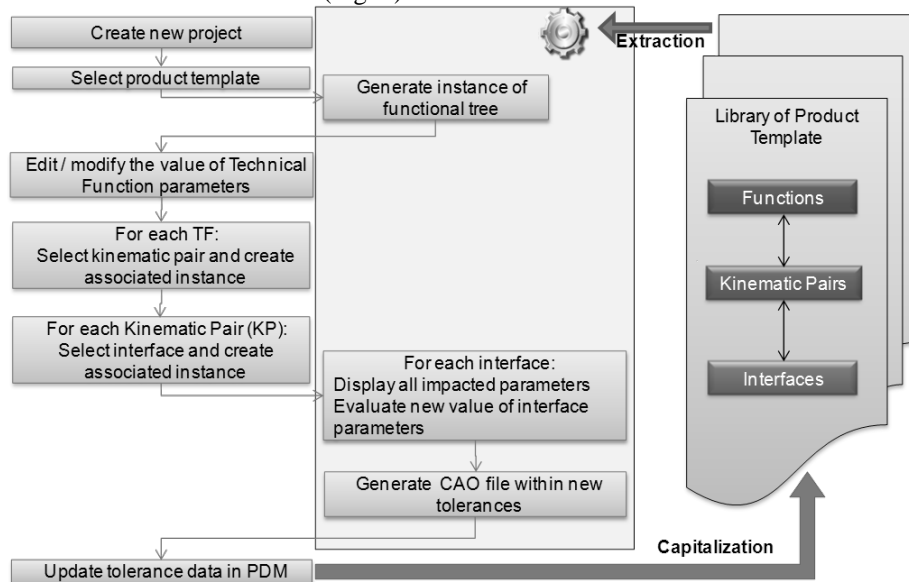 Create new project
Select product template
Generate instance of
functional tree
Edit / modify the value of Technical
Function parameters
For each TF:
Select kinematic pair and create
associated instance
For each Kinematic Pair (KP):
Select interface and create
associated instance
For each interface:
Display all impacted parameters
Evaluate new value of interface
parameters
Generate CAO file within new
tolerances
Update tolerance data in PDM
Extraction
Library of Product
Template
Functions
Kinematic Pairs
Interfaces
Capitalization